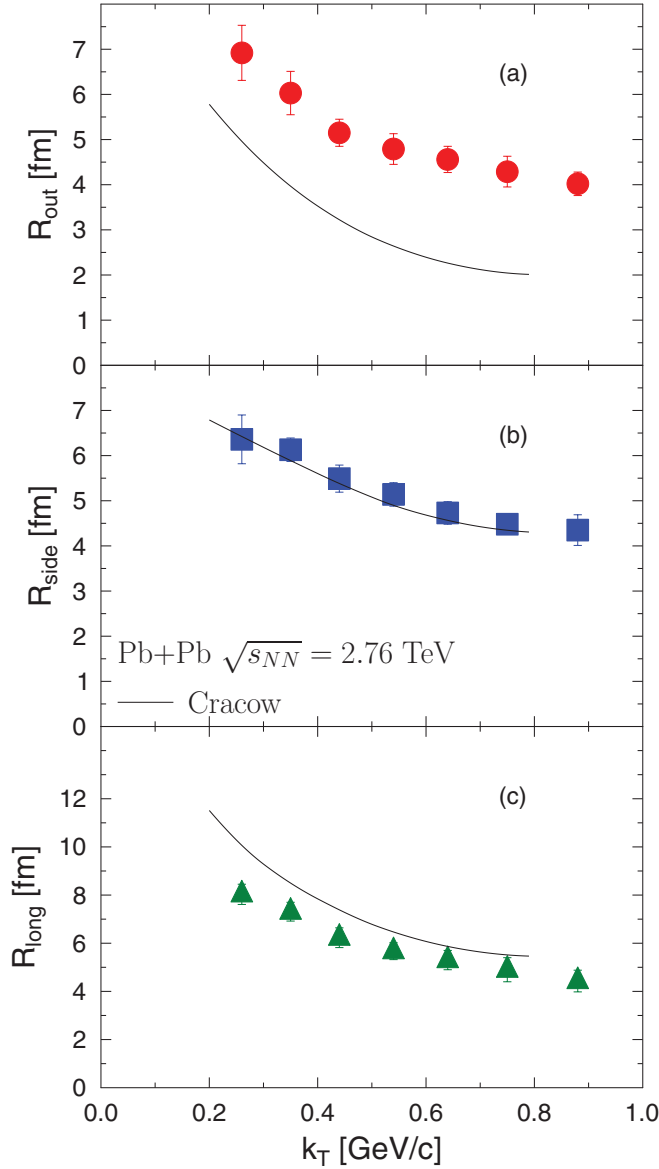 7
(a)
6
5
4
R_out [fm]
3
2
1
0
7
6
(b)
5
4
R_side [fm]
3
2
Pb+Pb √s_NN = 2.76 TeV
1
Cracow
0
12
(c)
10
8
R_long [fm]
6
4
2
0
0.0 0.2 0.4 0.6 0.8 1.0
k_T [GeV/c]